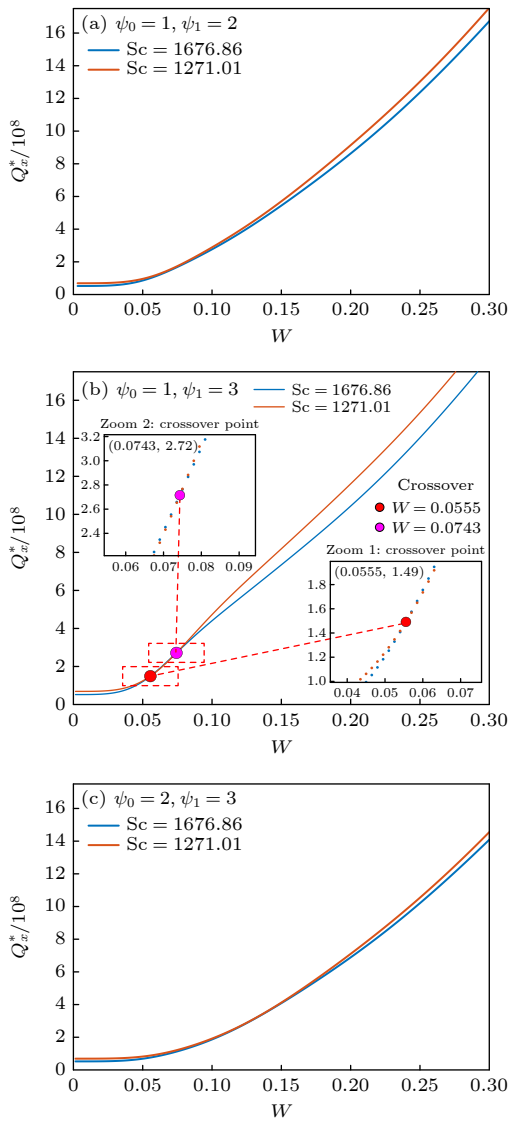 (a) ψ₀ = 1, ψ₁ = 2
Sc = 1676.86
Sc = 1271.01
16
14
12
10
8
6
4
2
0
Qₓ*/10⁸
0 0.05 0.10 0.15 0.20 0.25 0.30
W
(b) ψ₀ = 1, ψ₁ = 3
Sc = 1676.86
Sc = 1271.01
16
14
12
10
8
6
4
2
0
Qₓ*/10⁸
Zoom 2: crossover point
(0.0743, 2.72)
3.2
3.0
2.8
2.6
2.4
0.06 0.07 0.08 0.09
Crossover
W = 0.0555
W = 0.0743
Zoom 1: crossover point
(0.0555, 1.49)
1.8
1.6
1.4
1.2
1.0
0.04 0.05 0.06 0.07
0 0.05 0.10 0.15 0.20 0.25 0.30
W
(c) ψ₀ = 2, ψ₁ = 3
Sc = 1676.86
Sc = 1271.01
16
14
12
10
8
6
4
2
0
Qₓ*/10⁸
0 0.05 0.10 0.15 0.20 0.25 0.30
W